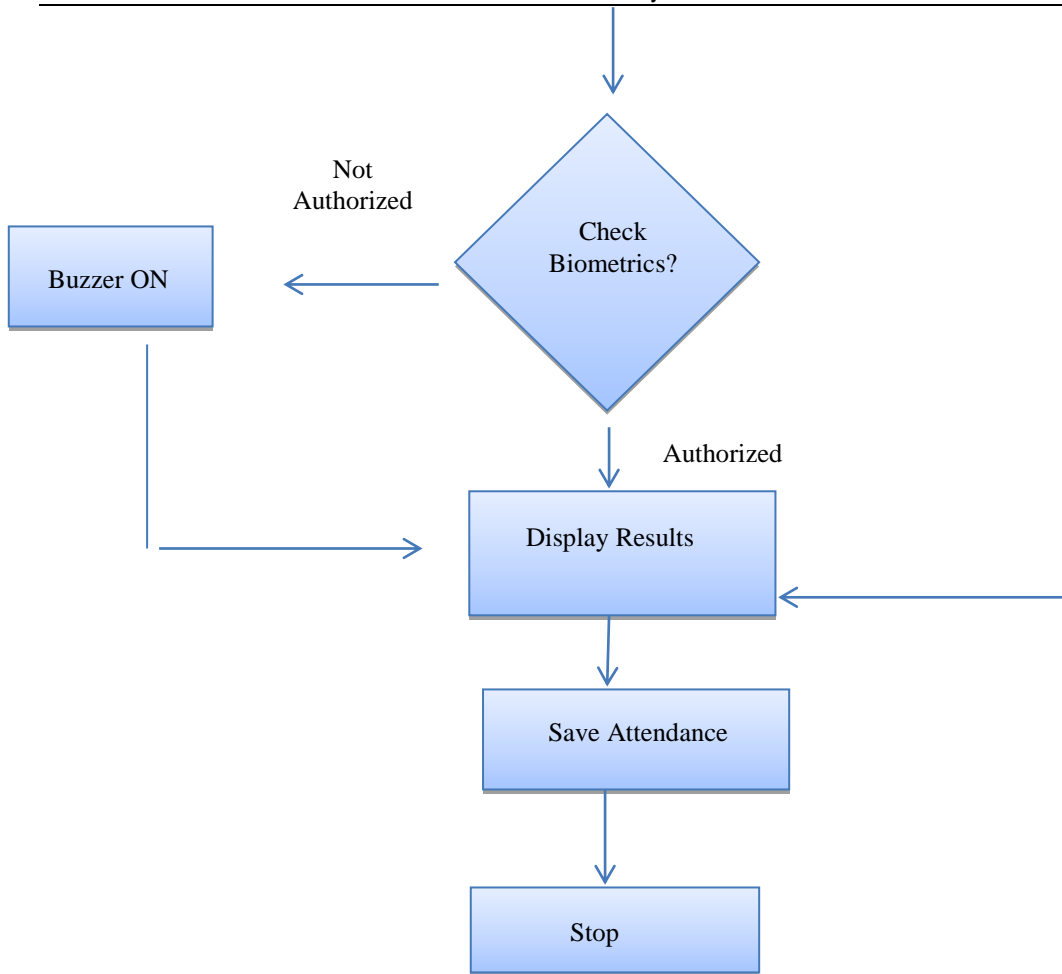 Not
Authorized
Check
Biometrics?
Buzzer ON
Authorized
Display Results
Save Attendance
Stop